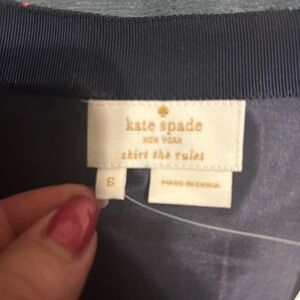 kate spade
NEW YORK
skirt the rules
6
MADE IN CHINA